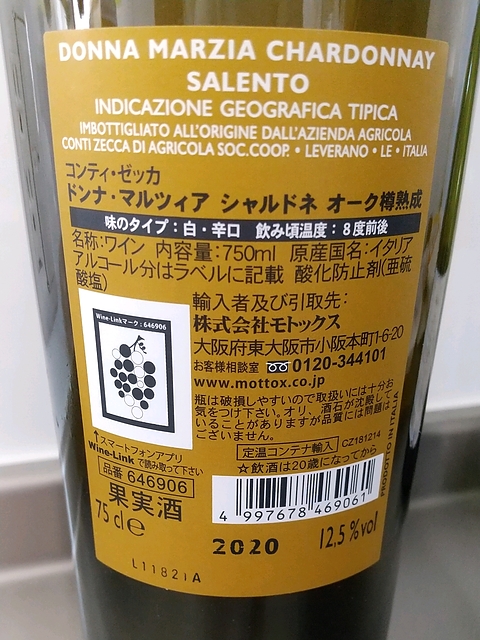 DONNA MARZIA CHARDONNAY
SALENTO
INDICAZIONE GEOGRAFICA TIPICA
IMBOTTIGLIATO ALL'ORIGINE DALL'AZIENDA AGRICOLA
CONTI ZECCA DI AGRICOLA SOC.COOP. • LEVERANO • LE • ITALIA
コンティ・ゼッカ
ドンナ・マルツィア シャルドネ オーク樽熟成
味のタイプ：白・辛口 飲み頃温度：８度前後
名称：ワイン 内容量：750ml 原産国名：イタリア
アルコール分はラベルに記載 酸化防止剤(亜硫
酸塩)
Wine-Linkマーク：646906
↑スマートフォンアプリ
Wine-Link で読み取って下さい
品番 646906
果実酒
75 cl e
輸入者及び引取先：
株式会社モトックス
大阪府東大阪市小阪本町1-6-20
お客様相談室 0120-344101
www.mottox.co.jp
瓶は破損しやすいので取扱いには十分お
気をつけ下さい。オリ、酒石が沈殿して
いることがありますが品質には問題は
ございません。
定温コンテナ輸入 CZ181214
☆飲酒は20歳になってから
PRODOTTO IN ITALIA
4 997678 469061
2020
12,5 %vol
L11821A